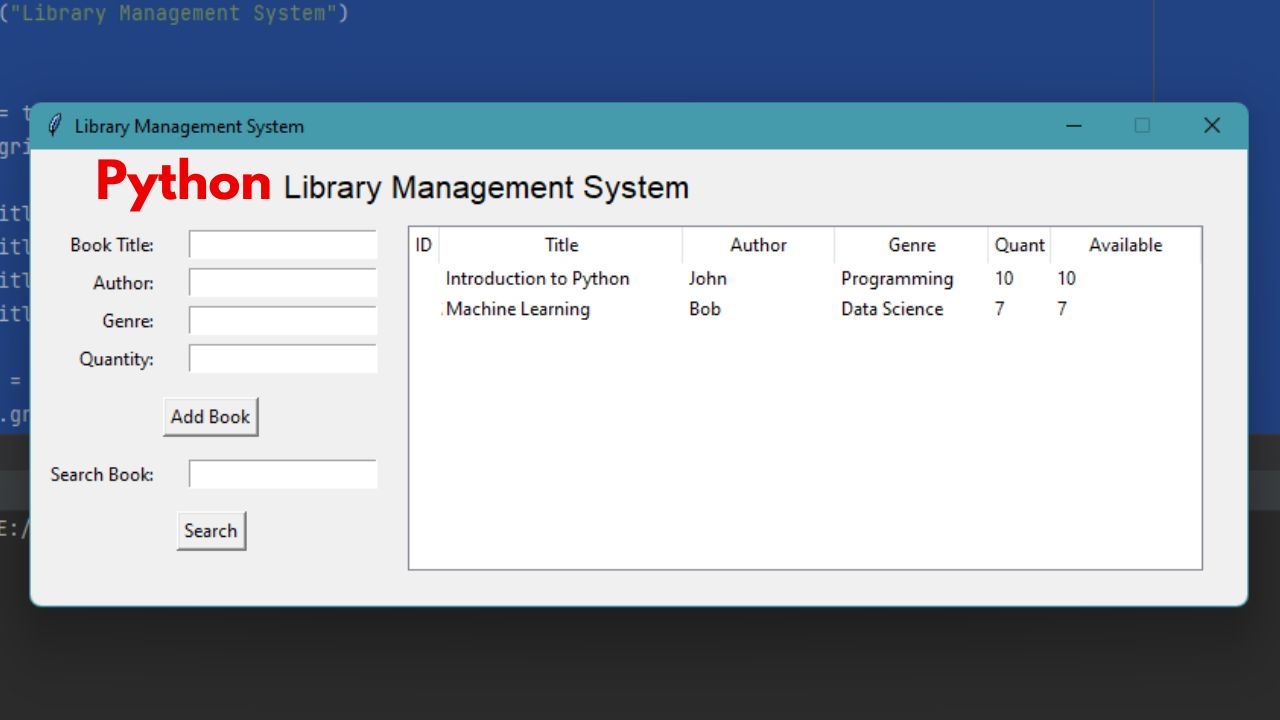 ("Library Management System")
=
Library Management System
Python Library Management System
Book Title:
Author:
Genre:
Quantity:
Add Book
Search Book:
Search
ID Title Author Genre Quant Available
Introduction to Python John Programming 10 10
Machine Learning Bob Data Science 7 7
=
.gr
E:/